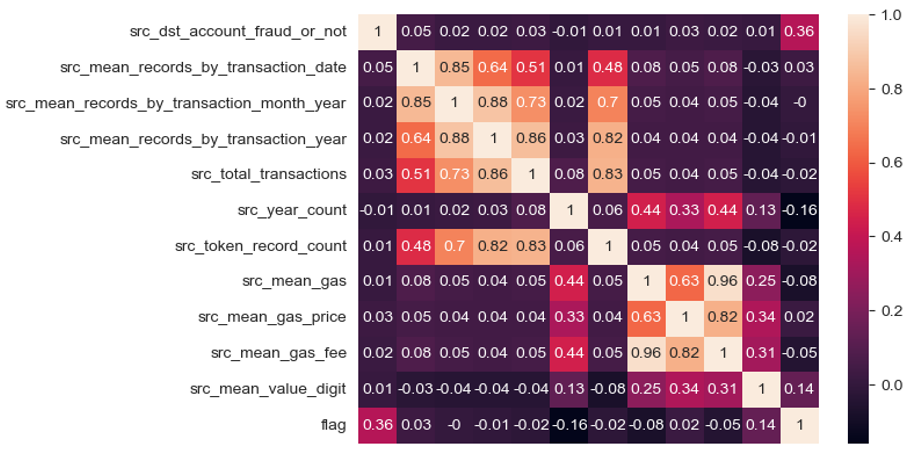 src_dst_account_fraud_or_not 1 0.05 0.02 0.02 0.03 -0.01 0.01 0.01 0.03 0.02 0.01 0.36
src_mean_records_by_transaction_date 0.05 1 0.85 0.64 0.51 0.01 0.48 0.08 0.05 0.08 -0.03 0.03
src_mean_records_by_transaction_month_year 0.02 0.85 1 0.88 0.73 0.02 0.7 0.05 0.04 0.05 -0.04 -0
src_mean_records_by_transaction_year 0.02 0.64 0.88 1 0.86 0.03 0.82 0.04 0.04 0.04 -0.04 -0.01
src_total_transactions 0.03 0.51 0.73 0.86 1 0.08 0.83 0.05 0.04 0.05 -0.04 -0.02
src_year_count -0.01 0.01 0.02 0.03 0.08 1 0.06 0.44 0.33 0.44 0.13 -0.16
src_token_record_count 0.01 0.48 0.7 0.82 0.83 0.06 1 0.05 0.04 0.05 -0.08 -0.02
src_mean_gas 0.01 0.08 0.05 0.04 0.05 0.44 0.05 1 0.63 0.96 0.25 -0.08
src_mean_gas_price 0.03 0.05 0.04 0.04 0.04 0.33 0.04 0.63 1 0.82 0.34 0.02
src_mean_gas_fee 0.02 0.08 0.05 0.04 0.05 0.44 0.05 0.96 0.82 1 0.31 -0.05
src_mean_value_digit 0.01 -0.03 -0.04 -0.04 -0.04 0.13 -0.08 0.25 0.34 0.31 1 0.14
flag 0.36 0.03 -0 -0.01 -0.02 -0.16 -0.02 -0.08 0.02 -0.05 0.14 1
1.0
0.8
0.6
0.4
0.2
0.0